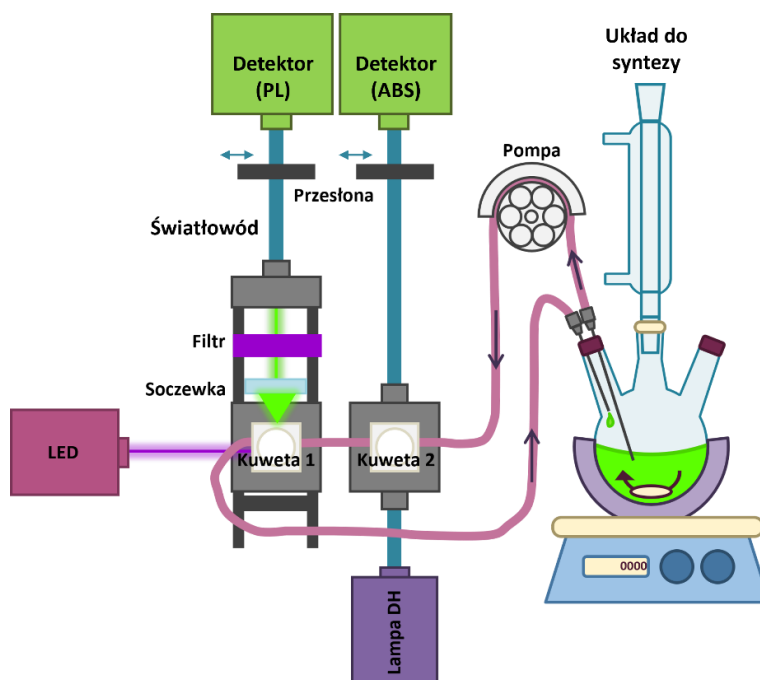 Detektor
(PL)
Detektor
(ABS)
Układ do
syntezy
Pompa
Przesłona
Światłowód
Filtr
Soczewka
LED
Kuweta 1
Kuweta 2
Lampa DH
0000